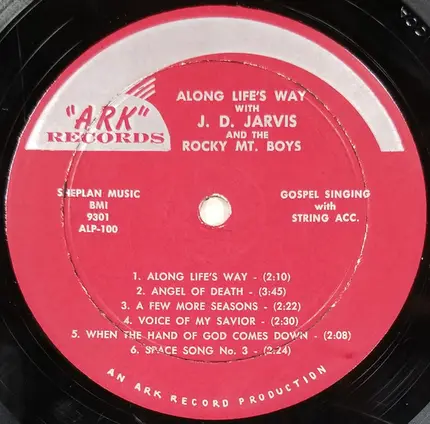 "ARK"
RECORDS
ALONG LIFE'S WAY
WITH
J. D. JARVIS
AND THE
ROCKY MT. BOYS
SHEPLAN MUSIC
BMI
9301
ALP-100
GOSPEL SINGING
with
STRING ACC.
1. ALONG LIFE'S WAY - (2:10)
2. ANGEL OF DEATH - (3:45)
3. A FEW MORE SEASONS - (2:22)
4. VOICE OF MY SAVIOR - (2:30)
5. WHEN THE HAND OF GOD COMES DOWN - (2:08)
6. SPACE SONG No. 3 - (2:24)
AN ARK RECORD PRODUCTION